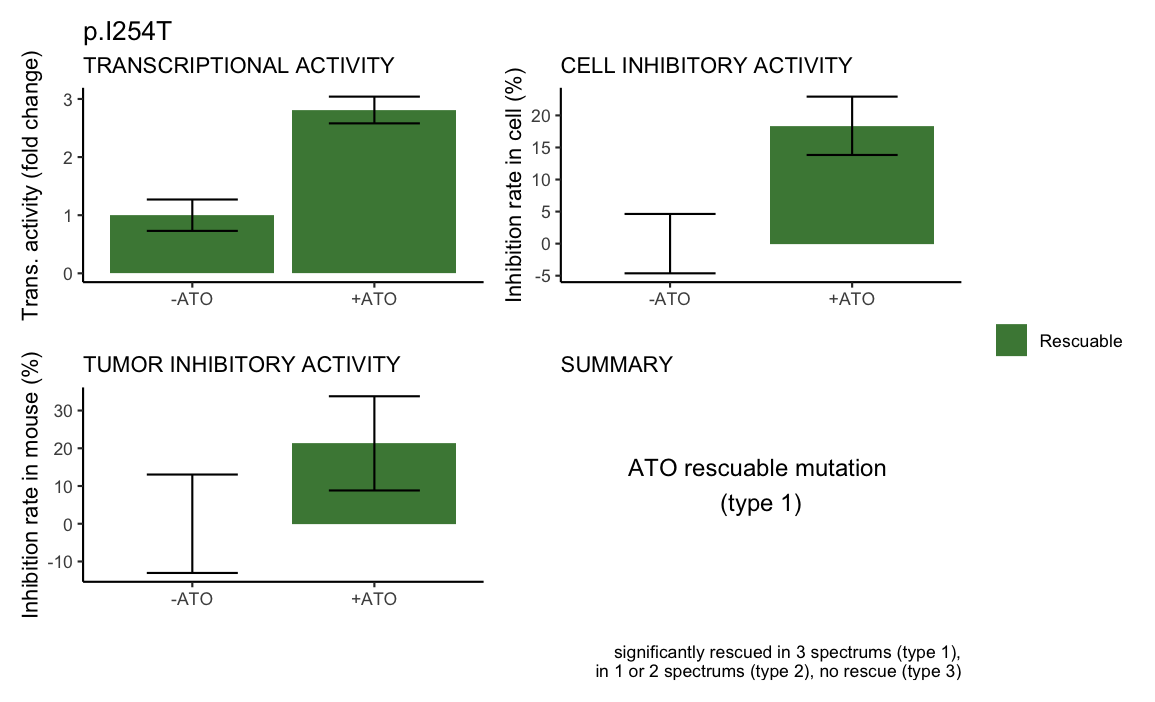 p.I254T
TRANSCRIPTIONAL ACTIVITY
Trans. activity (fold change)
3
2
1
0
-ATO +ATO
CELL INHIBITORY ACTIVITY
Inhibition rate in cell (%)
20
15
10
5
0
-5
-ATO +ATO
Rescuable
TUMOR INHIBITORY ACTIVITY
Inhibition rate in mouse (%)
30
20
10
0
-10
-ATO +ATO
SUMMARY
ATO rescuable mutation
(type 1)
significantly rescued in 3 spectrums (type 1),
in 1 or 2 spectrums (type 2), no rescue (type 3)